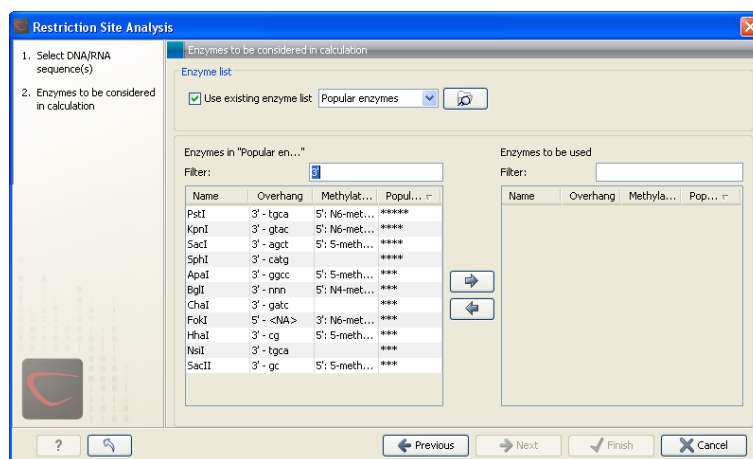 Restriction Site Analysis
1. Select DNA/RNA
sequence(s)
2. Enzymes to be considered
in calculation
Enzymes to be considered in calculation
Enzyme list
Use existing enzyme list Popular enzymes
Enzymes in "Popular en..."
Filter: 3'
Name Overhang Methylat... Popul...
PstI 3' - tgca 5': N6-met... *****
KpnI 3' - gtac 5': N6-met... ****
SacI 3' - agct 5': 5-meth... ****
SphI 3' - catg ****
ApaI 3' - ggcc 5': 5-meth... ***
BglI 3' - nnn 5': N4-met... ***
ChaI 3' - gatc ***
FokI 5' - <NA> 3': N6-met... ***
HhaI 3' - cg 5': 5-meth... ***
NsiI 3' - tgca ***
SacII 3' - gc 5': 5-meth... ***
Enzymes to be used
Filter:
Name Overhang Methyla... Pop...
? Previous Next Finish Cancel